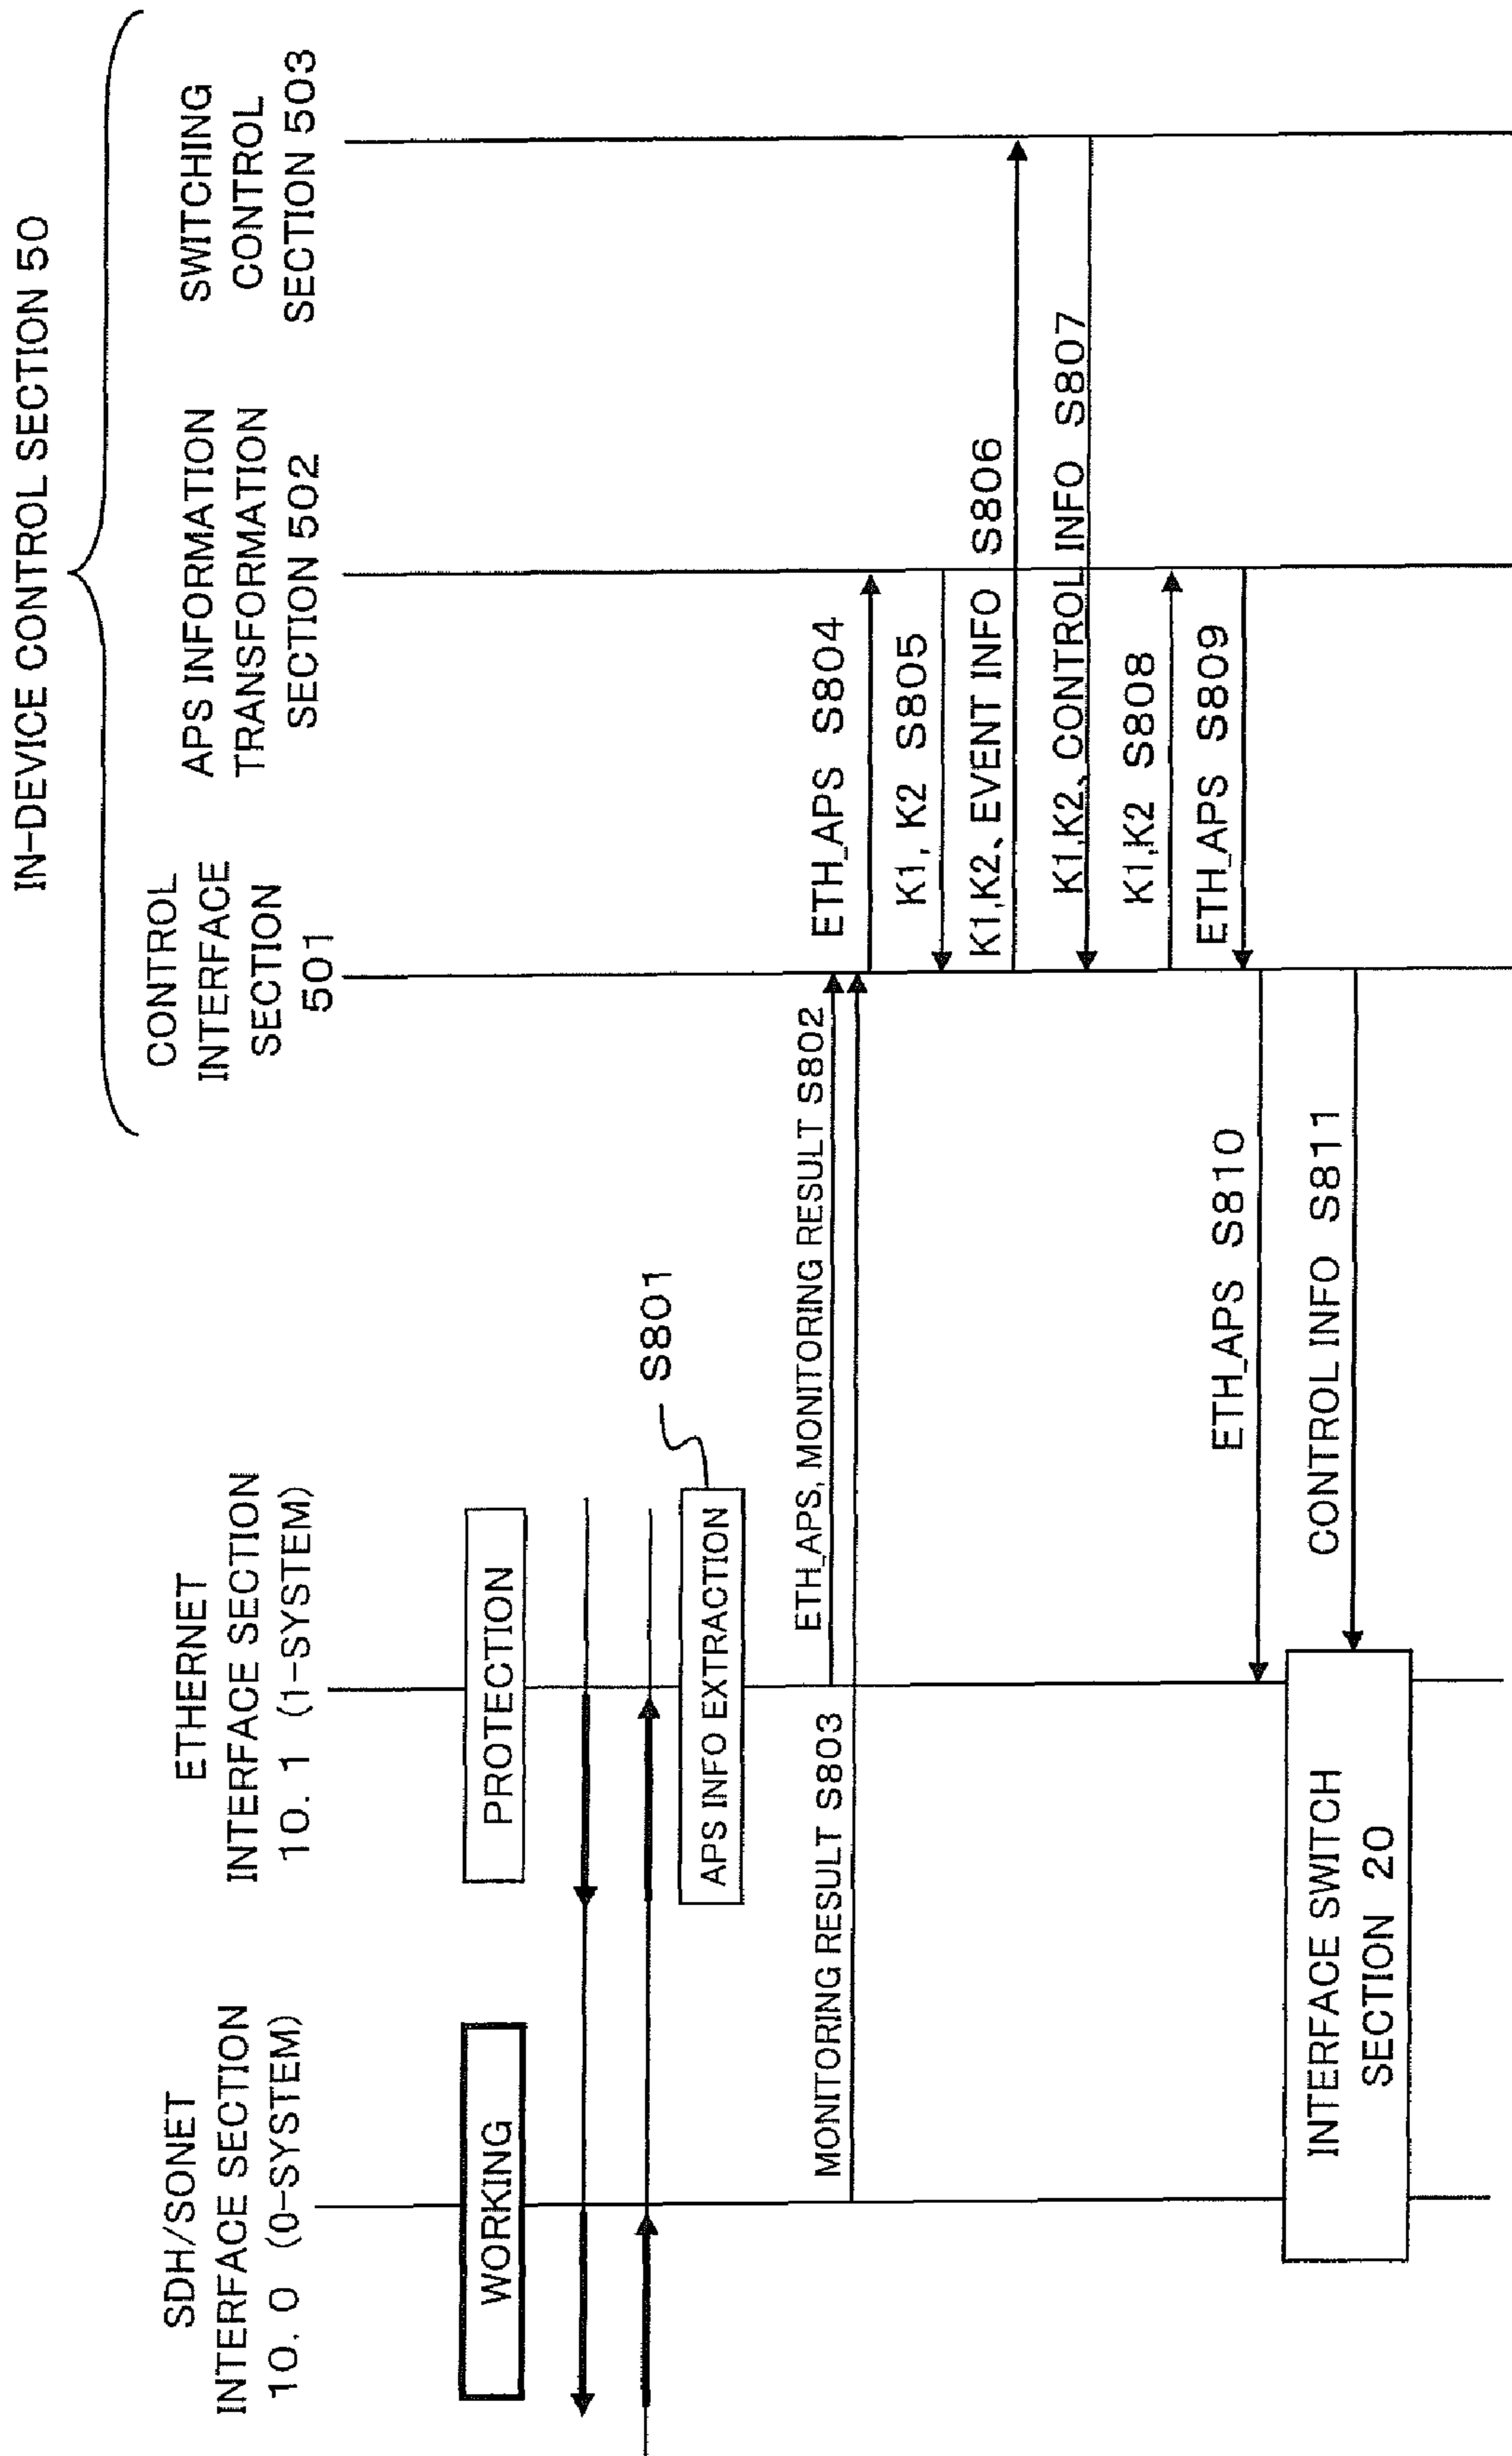 IN-DEVICE CONTROL SECTION 50
SDH/SONET
INTERFACE SECTION
10. 0 (0-SYSTEM)
ETHERNET
INTERFACE SECTION
10. 1 (1-SYSTEM)
CONTROL
INTERFACE
SECTION
501
APS INFORMATION
TRANSFORMATION
SECTION 502
SWITCHING
CONTROL
SECTION 503
WORKING
PROTECTION
APS INFO EXTRACTION
S801
ETH_APS, MONITORING RESULT S802
MONITORING RESULT S803
ETH_APS S804
K1, K2 S805
K1,K2、EVENT INFO S806
K1,K2、CONTROL INFO S807
K1,K2 S808
ETH_APS S809
ETH_APS S810
CONTROL INFO S811
INTERFACE SWITCH
SECTION 20